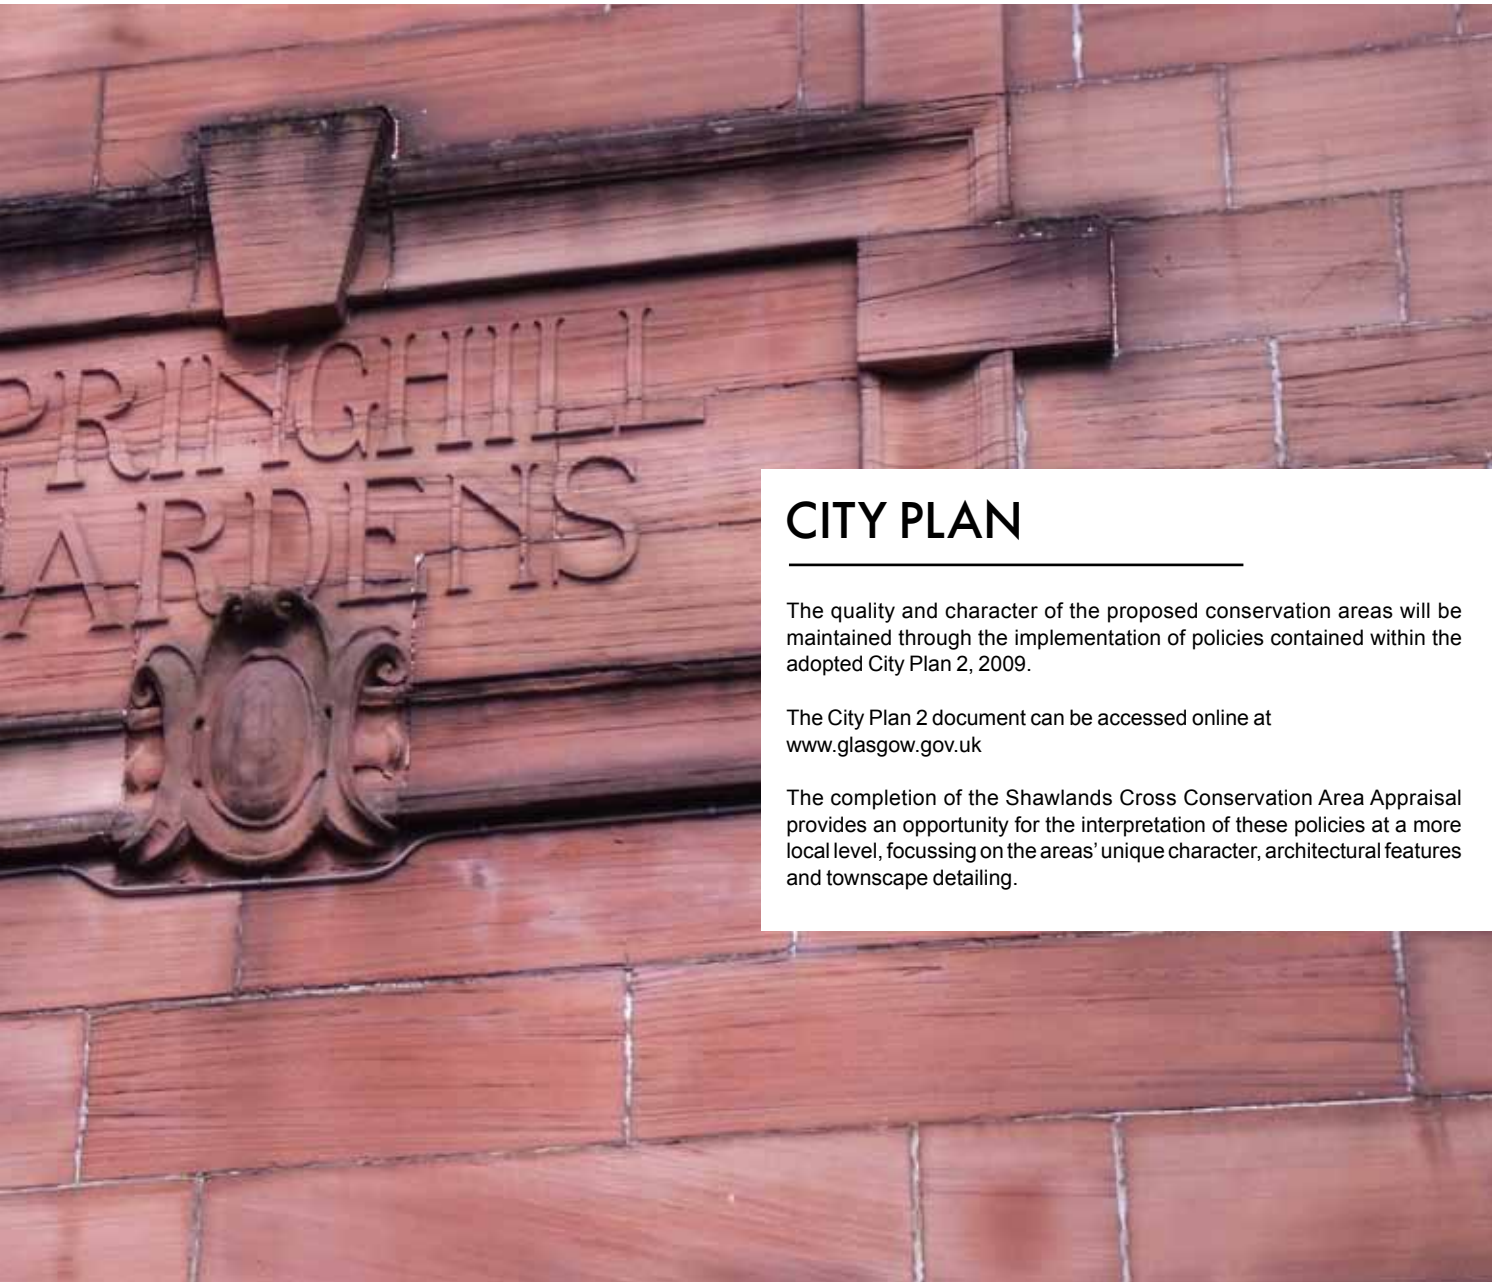 PRINGHILL
ARDENS
CITY PLAN
The quality and character of the proposed conservation areas will be
maintained through the implementation of policies contained within the
adopted City Plan 2, 2009.
The City Plan 2 document can be accessed online at
www.glasgow.gov.uk
The completion of the Shawlands Cross Conservation Area Appraisal
provides an opportunity for the interpretation of these policies at a more
local level, focussing on the areas' unique character, architectural features
and townscape detailing.